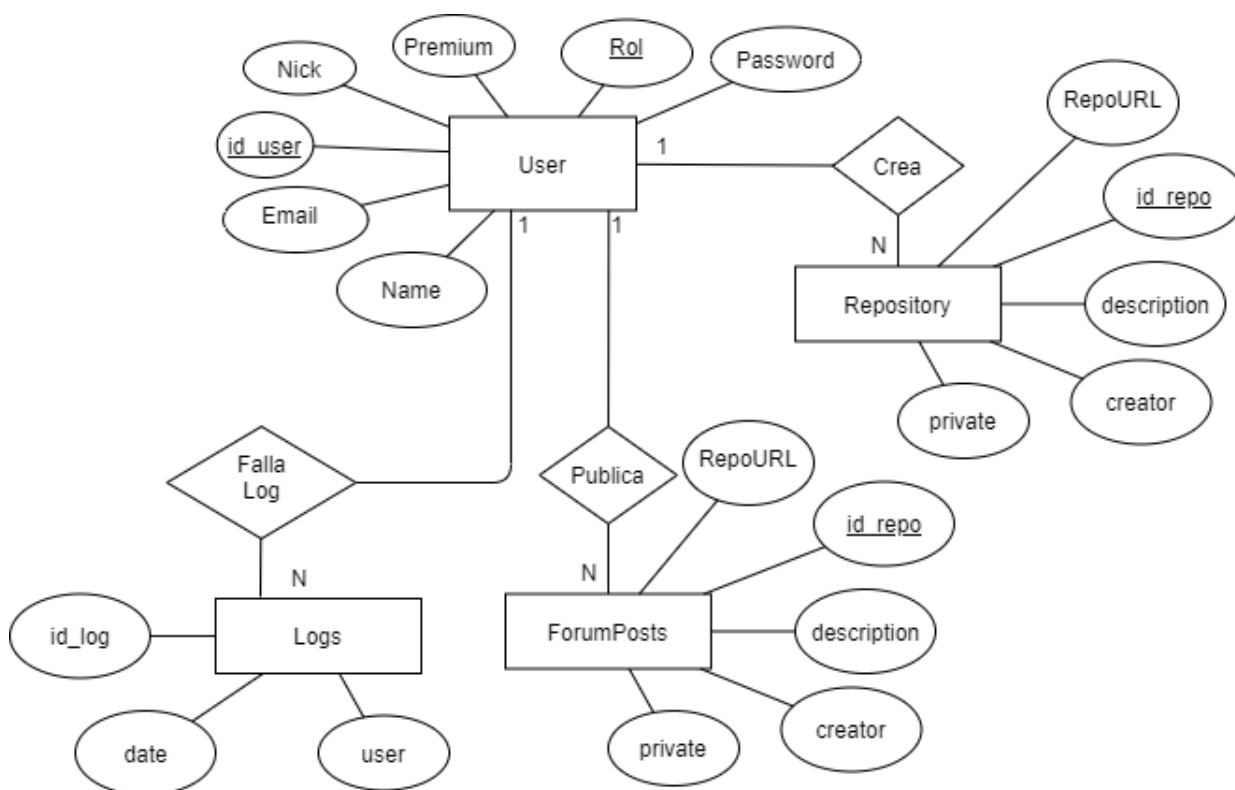 Premium
Rol
Password
Nick
RepoURL
id_user
User
1
Crea
Email
1
1
id_repo
Name
N
Repository
description
creator
private
Falla
Log
Publica
RepoURL
id_repo
N
N
id_log
Logs
ForumPosts
description
date
user
private
creator